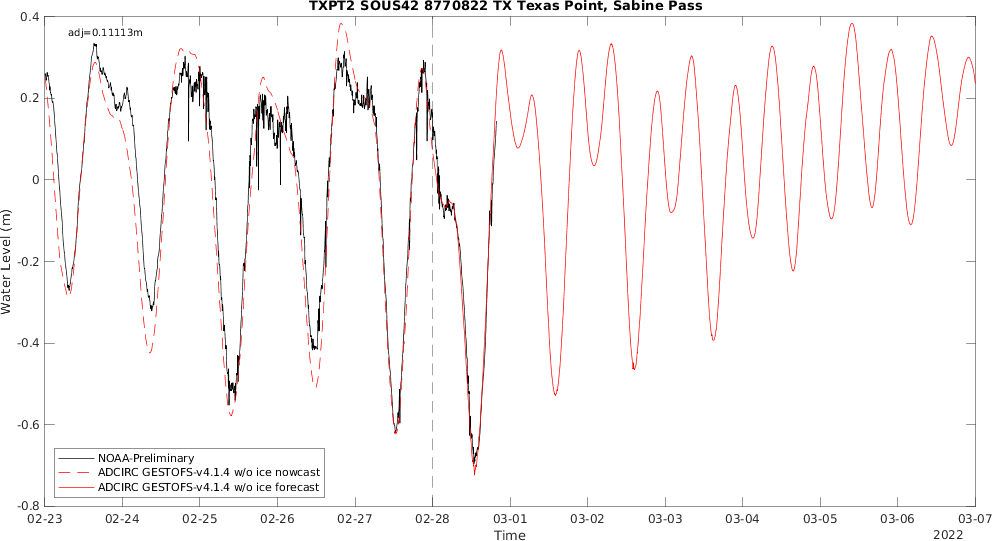 TXPT2 SOUS42 8770822 TX Texas Point, Sabine Pass
adj=0.11113m
0.4
0.2
0
-0.2
-0.4
-0.6
-0.8
Water Level (m)
NOAA-Preliminary
ADCIRC GESTOFS-v4.1.4 w/o ice nowcast
ADCIRC GESTOFS-v4.1.4 w/o ice forecast
02-23 02-24 02-25 02-26 02-27 02-28 03-01 03-02 03-03 03-04 03-05 03-06 03-07
Time
2022